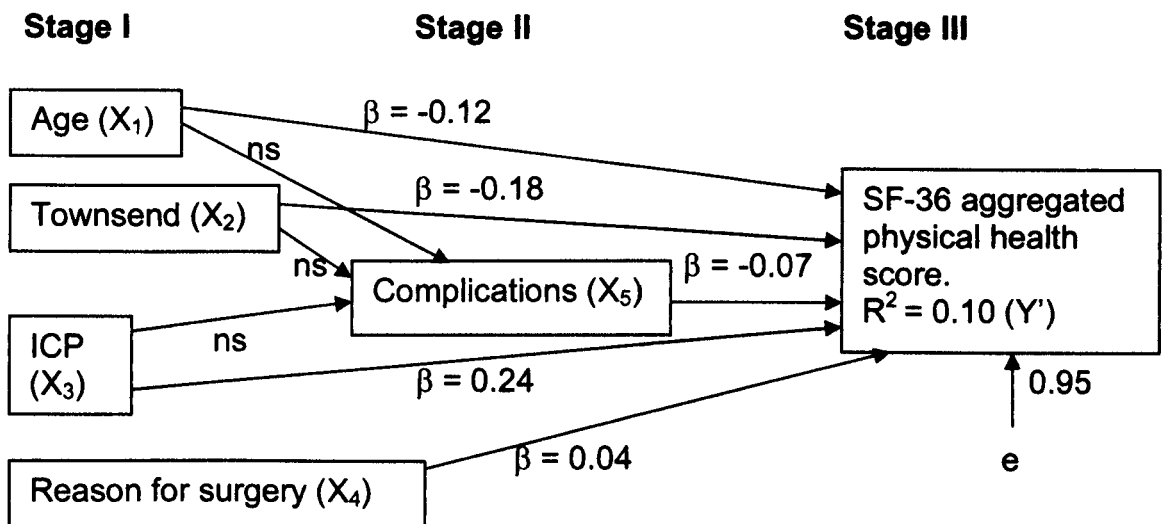 Stage I Stage II Stage III
Age (X₁)
β = -0.12
ns
Townsend (X₂)
β = -0.18
ns
SF-36 aggregated
physical health
score.
R² = 0.10 (Y')
Complications (X₅)
β = -0.07
ICP
(X₃)
ns
β = 0.24
0.95
Reason for surgery (X₄)
β = 0.04
e